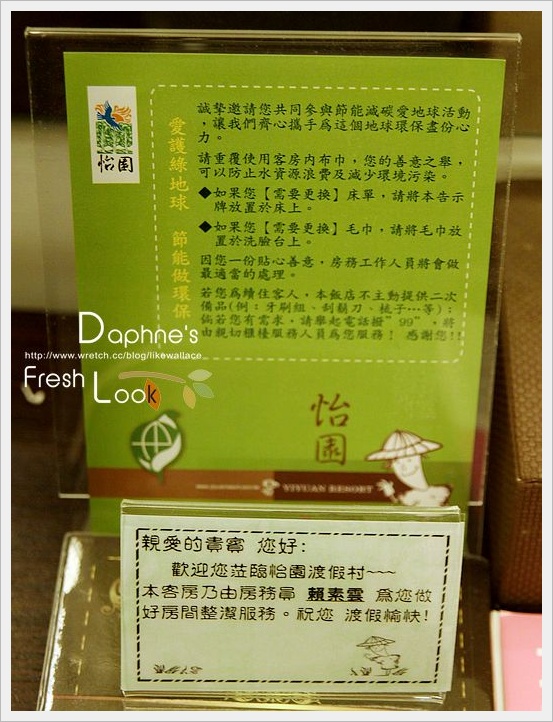 怡園
愛護綠地球 節能做環保
誠摯邀請您共同參與節能減碳愛地球活動
，讓我們齊心攜手為這個地球環保盡份心
力。
請重覆使用客房內布巾，您的善意之舉，
可以防止水資源浪費及減少環境污染。
◆如果您【需要更換】床單，請將本告示
牌放置於床上。
◆如果您【需要更換】毛巾，請將毛巾放
置於洗臉台上。
因您一份貼心善意，房務工作人員將會做
最適當的處理。
若您為續住客人，本飯店不主動提供二次
備品(例：牙刷組、刮鬍刀、梳子…等)：
倘若您有需求，請舉起電話撥"99"，將
由親切櫃檯服務人員為您服務！感謝您!!
Daphne's
http://www.wretch.cc/blog/likewallace
Fresh Look
怡園
YIYUAN RESORT
親愛的貴賓 您好:
歡迎您蒞臨怡園渡假村~~~
本客房乃由房務員 賴素雲 為您做
好房間整潔服務。祝您 渡假愉快!